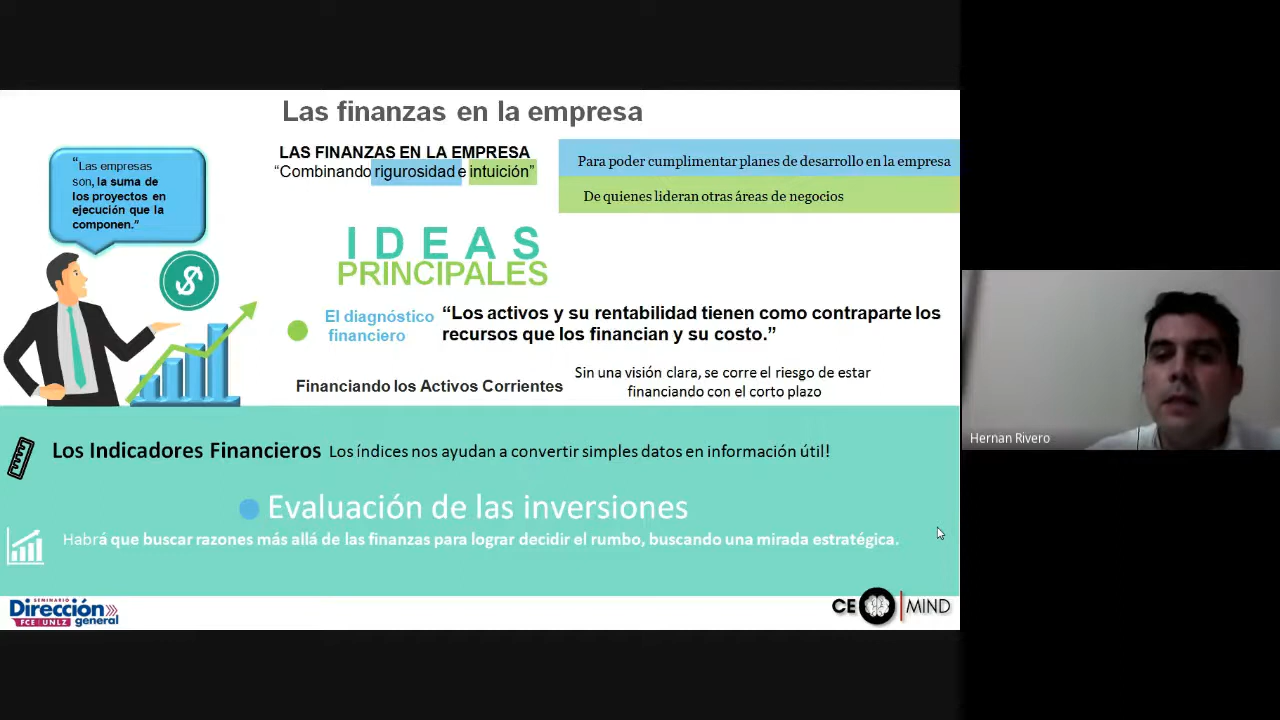 Las finanzas en la empresa
“Las empresas
son, la suma de
los proyectos en
ejecución que la
componen.”
LAS FINANZAS EN LA EMPRESA
“Combinando rigurosidad e intuición”
Para poder cumplimentar planes de desarrollo en la empresa
De quienes lideran otras áreas de negocios
IDEAS
PRINCIPALES
El diagnóstico
financiero
“Los activos y su rentabilidad tienen como contraparte los
recursos que los financian y su costo.”
Financiando los Activos Corrientes
Sin una visión clara, se corre el riesgo de estar
financiando con el corto plazo
Los Indicadores Financieros Los índices nos ayudan a convertir simples datos en información útil!
Evaluación de las inversiones
Habrá que buscar razones más allá de las finanzas para lograr decidir el rumbo, buscando una mirada estratégica.
SEMINARIO
Dirección
general
FCE UNLZ
CE MIND
Hernan Rivero